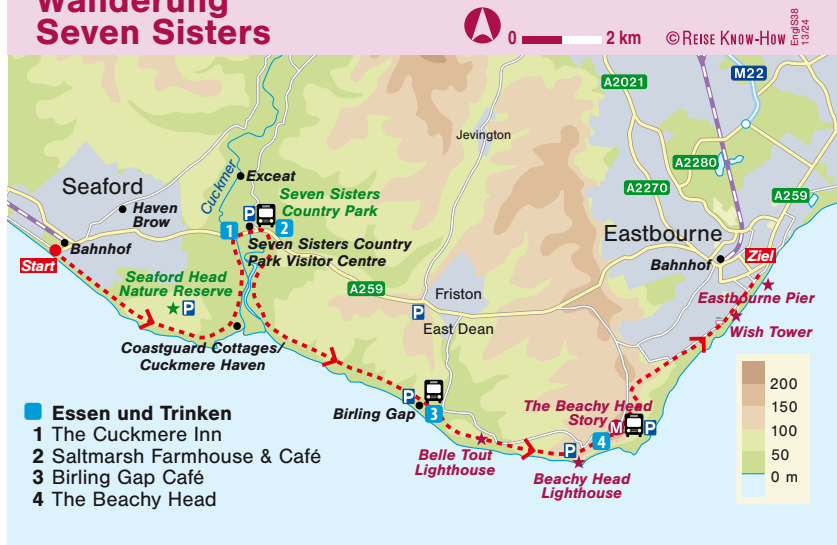 Wanderung
Seven Sisters
0 2 km
© REISE KNOW-HOW
EnglS38
13/24
A2021
M22
Jevington
A2280
A2270
A259
Seaford
Cuckmer
Exceat
Haven
Brow
Seven Sisters
Country Park
P
1
2
Seven Sisters Country
Park Visitor Centre
Bahnhof
Start
Eastbourne
Bahnhof
Ziel
Seaford Head
Nature Reserve
P
A259
Friston
P
East Dean
Eastbourne Pier
Wish Tower
Coastguard Cottages/
Cuckmere Haven
P
Birling Gap
3
The Beachy Head
Story
M
P
4
P
Belle Tout
Lighthouse
Beachy Head
Lighthouse
200
150
100
50
0 m
Essen und Trinken
1 The Cuckmere Inn
2 Saltmarsh Farmhouse & Café
3 Birling Gap Café
4 The Beachy Head